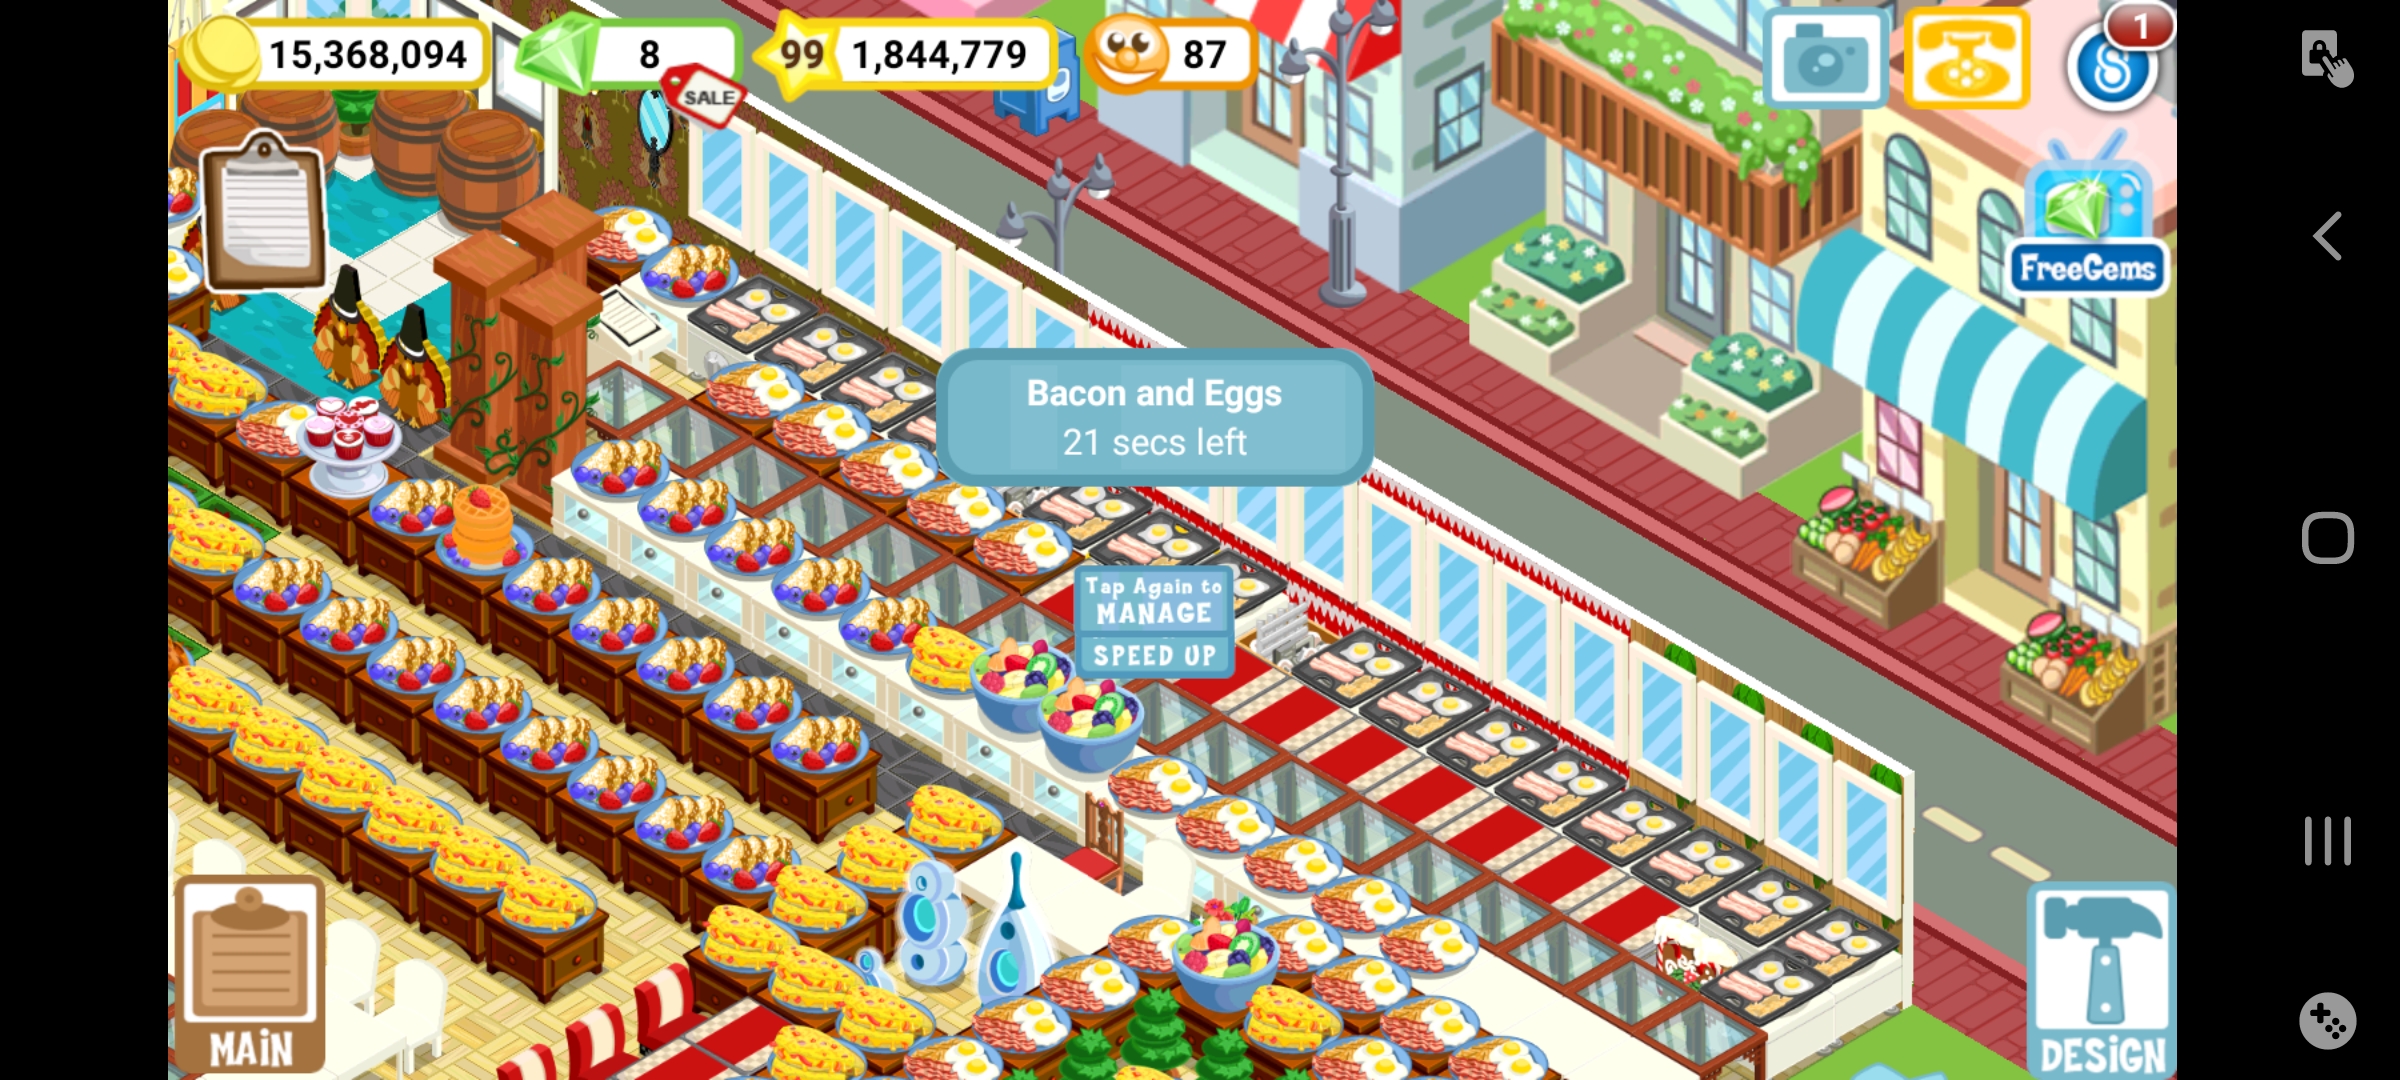 15,368,094
8
SALE
99
1,844,779
87
1
FreeGems
Bacon and Eggs
21 secs left
Tap Again to
MANAGE
SPEED UP
MAiN
DESiGN